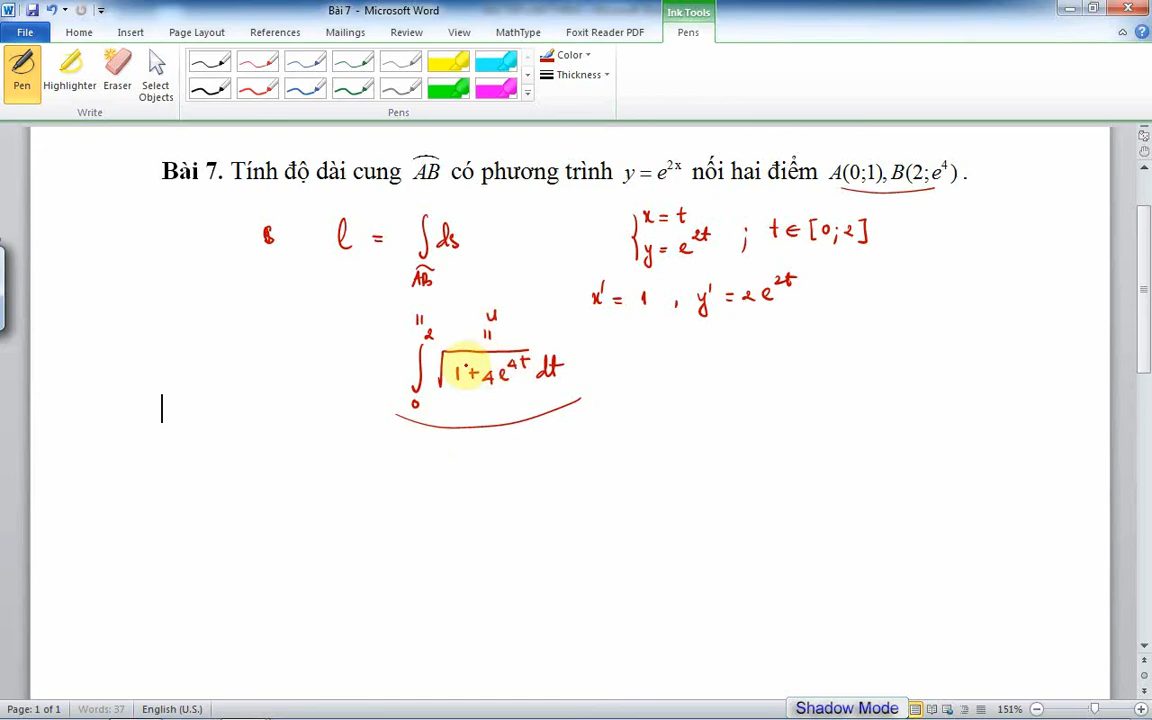 Bài 7 - Microsoft Word
Ink Tools
File Home Insert Page Layout References Mailings Review View MathType Foxit Reader PDF Pens
Pen
Highlighter
Eraser
Select Objects
Color
Thickness
Write
Pens
Bài 7. Tính độ dài cung AB có phương trình y = e^{2x} nối hai điểm A(0;1), B(2;e^4).
l = ∫_{AB} ds
{ x = t
y = e^{2t} ; t ∈ [0;2]
x' = 1 , y' = 2e^{2t}
u
=
=
∫_0^2 √(1 + 4e^{4t}) dt
Page: 1 of 1 Words: 37 English (U.S.) Shadow Mode 151%